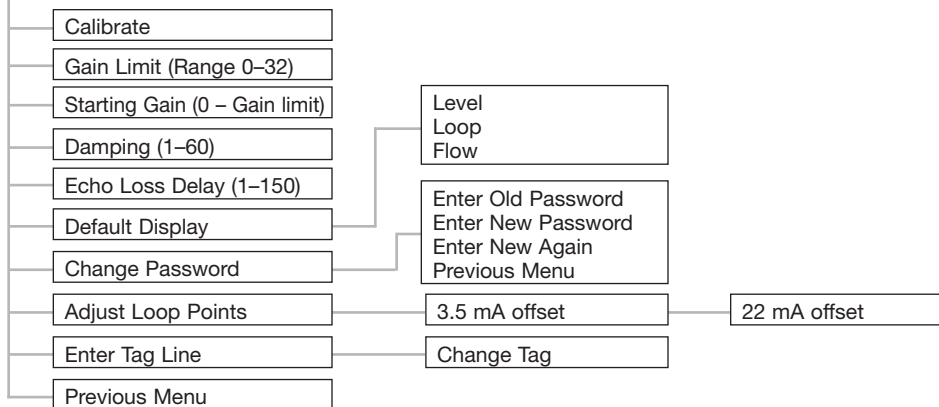 Calibrate
Gain Limit (Range 0–32)
Starting Gain (0 – Gain limit)
Damping (1–60)
Echo Loss Delay (1–150)
Default Display
Change Password
Adjust Loop Points
Enter Tag Line
Previous Menu
Level
Loop
Flow
Enter Old Password
Enter New Password
Enter New Again
Previous Menu
3.5 mA offset
22 mA offset
Change Tag